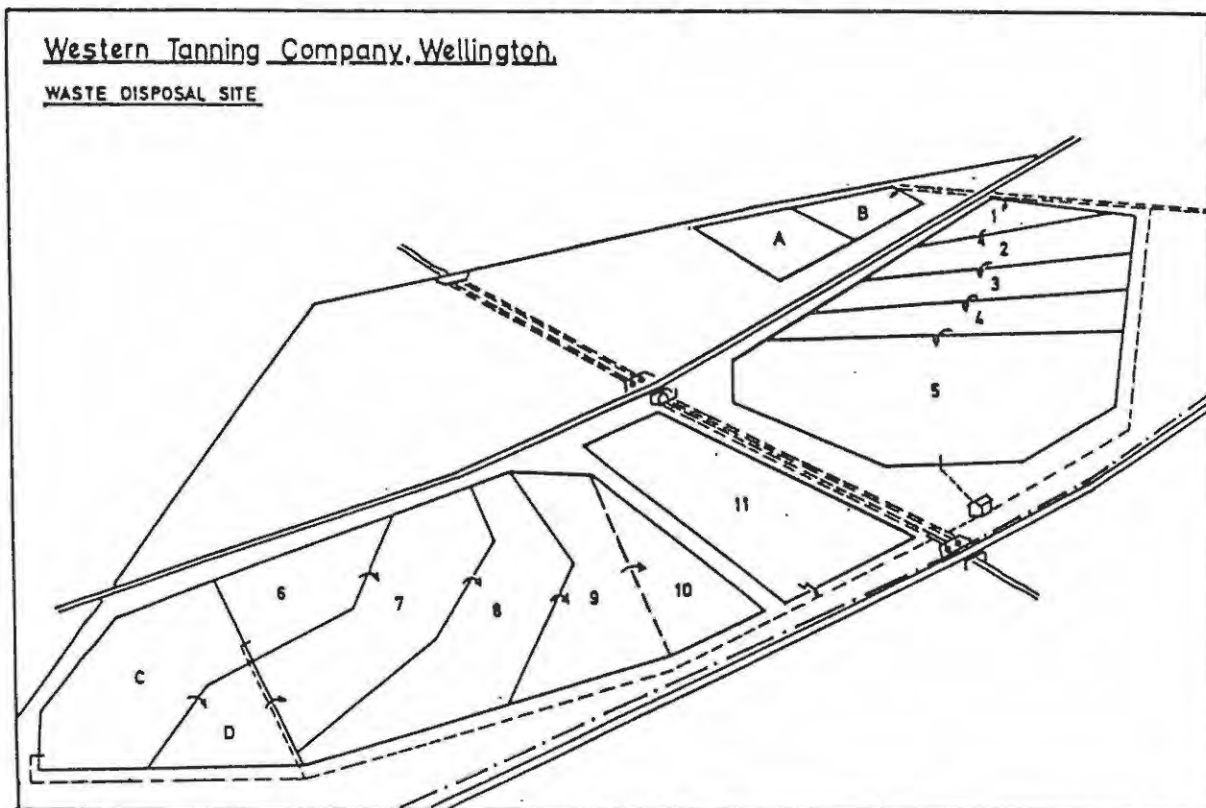 Western Tanning Company, Wellington.
WASTE DISPOSAL SITE
B
A
1
2
3
4
5
11
6
7
8
9
10
C
D